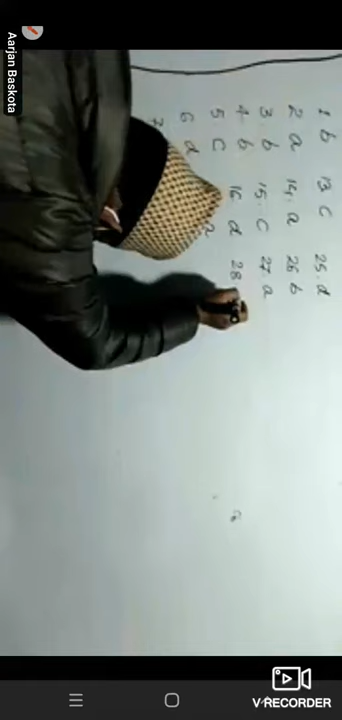 Aarjan Baskota
1 b 13. c 25. d
2 a 14. a 26 b
3. b 15. c 27. a
4. b 16 d 28
5 c
6 d
V RECORDER